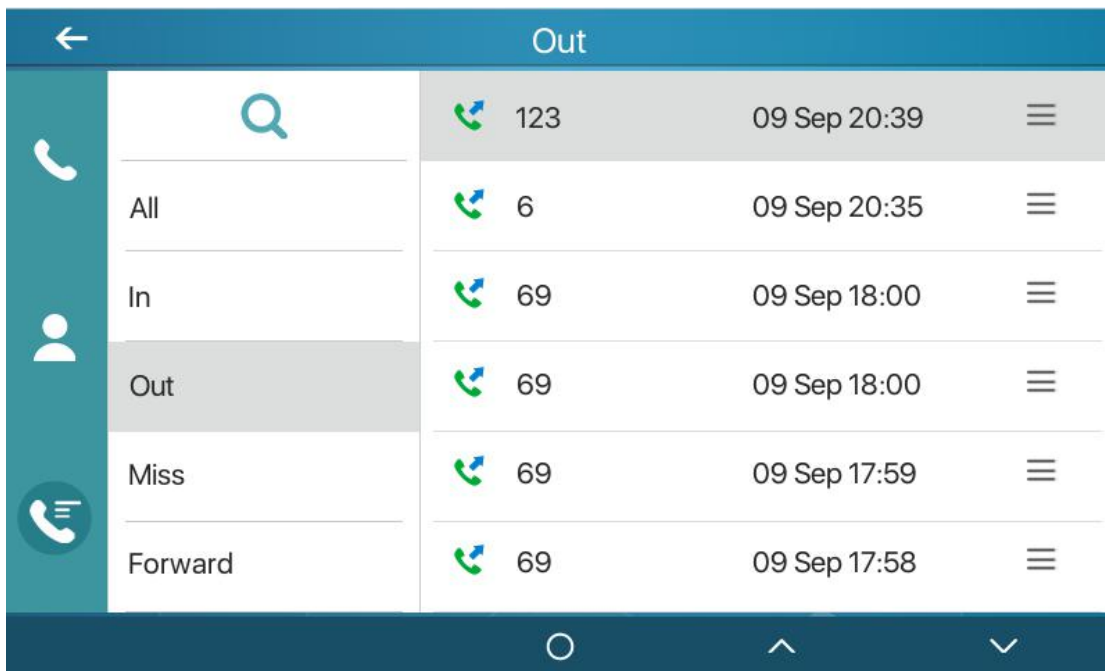 Out
123 09 Sep 20:39
All
6 09 Sep 20:35
In
69 09 Sep 18:00
Out
69 09 Sep 18:00
Miss
69 09 Sep 17:59
Forward
69 09 Sep 17:58